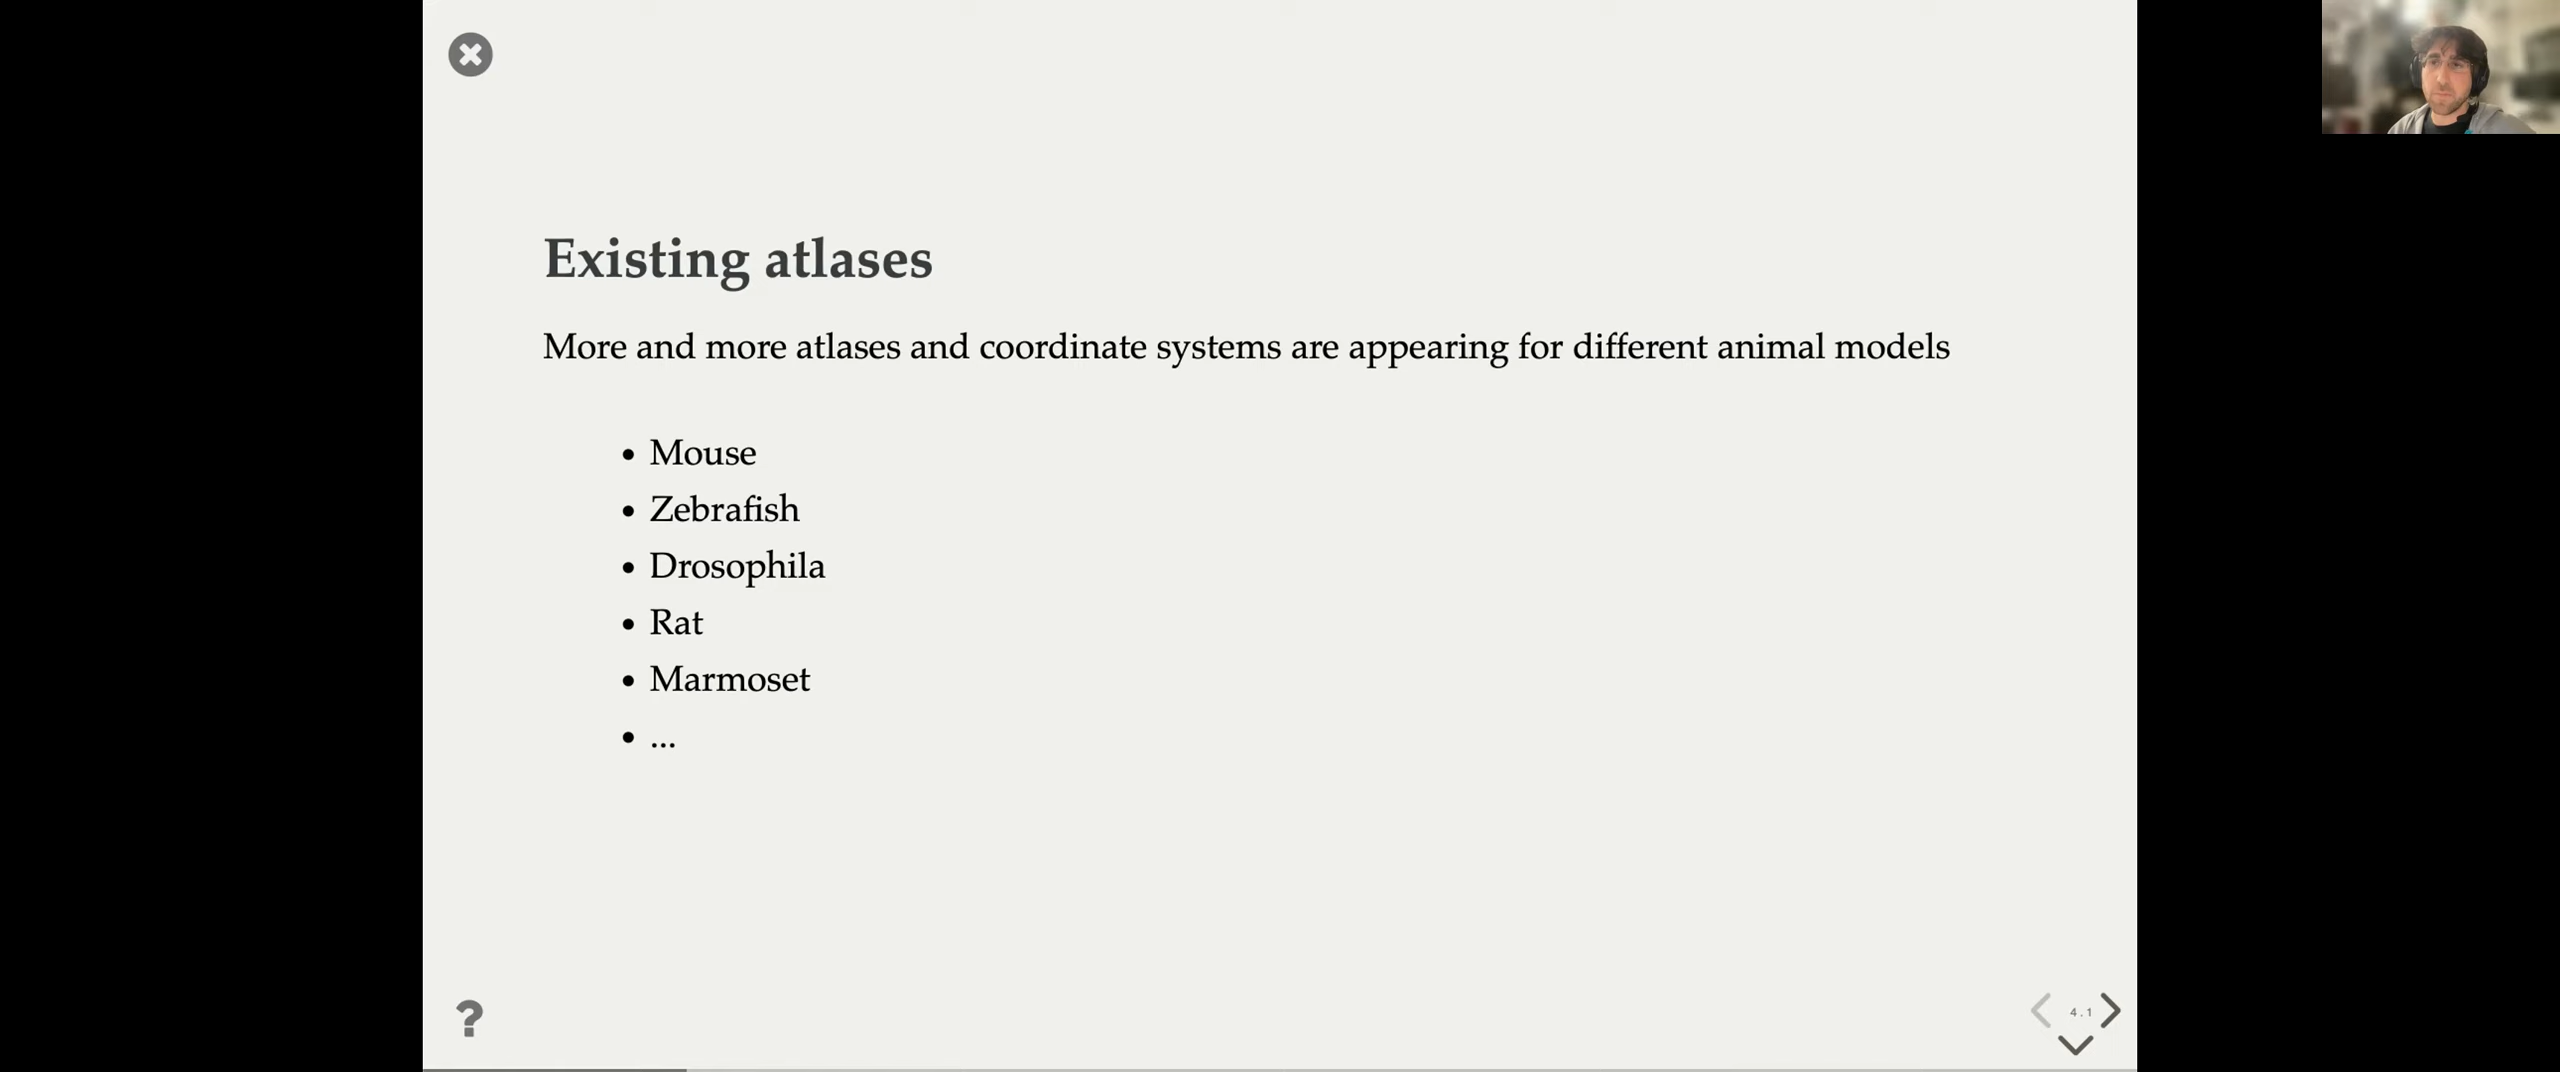 Existing atlases
More and more atlases and coordinate systems are appearing for different animal models
• Mouse
• Zebrafish
• Drosophila
• Rat
• Marmoset
• ...
?
4.1